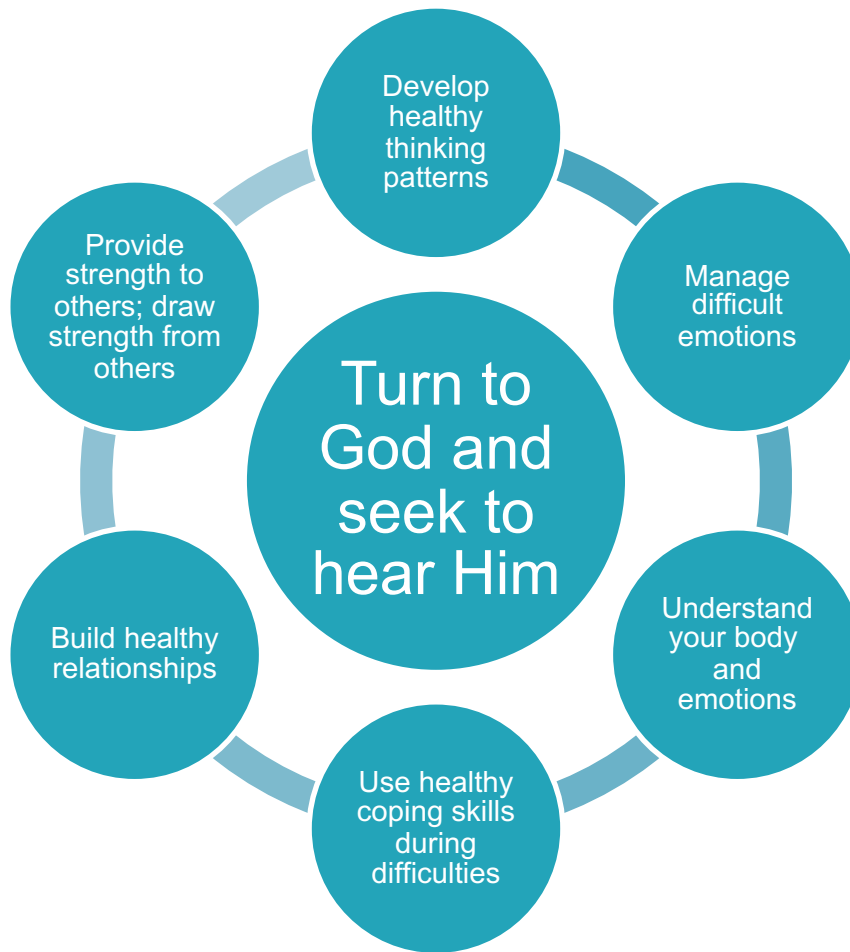 Develop
healthy
thinking
patterns
Manage
difficult
emotions
Understand
your body
and
emotions
Use healthy
coping skills
during
difficulties
Build healthy
relationships
Provide
strength to
others; draw
strength from
others
Turn to
God and
seek to
hear Him